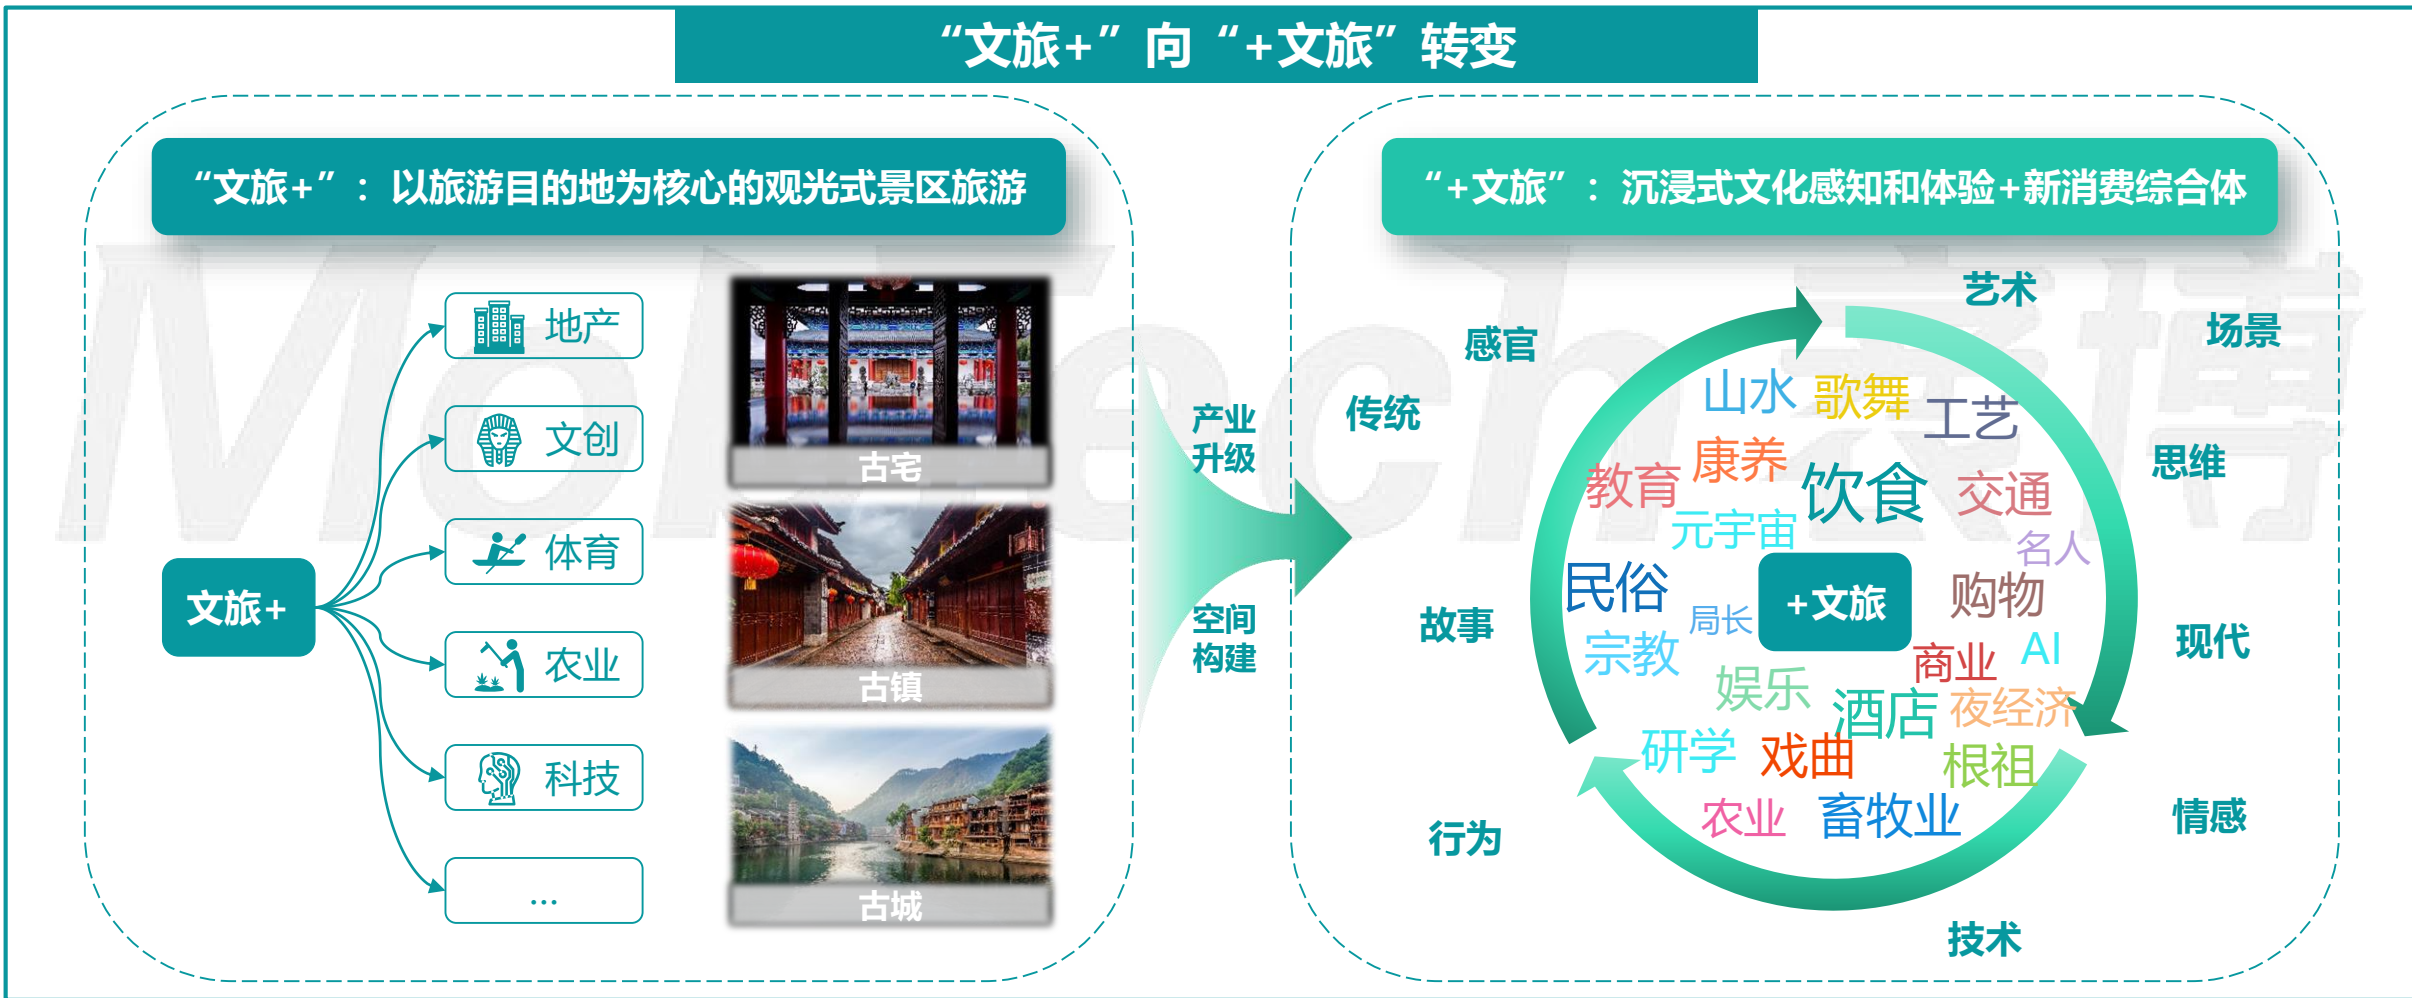 “文旅+”向“+文旅”转变
“文旅+”：以旅游目的地为核心的观光式景区旅游
文旅+
地产
文创
体育
农业
科技
...
古宅
古镇
古城
产业
升级
空间
构建
“+文旅”：沉浸式文化感知和体验+新消费综合体
艺术
场景
感官
传统
思维
故事
现代
行为
情感
技术
山水
歌舞
工艺
康养
教育
饮食
交通
元宇宙
名人
民俗
+文旅
购物
局长
宗教
商业
AI
娱乐
酒店
夜经济
研学
戏曲
根祖
农业
畜牧业
MobTech 袤博